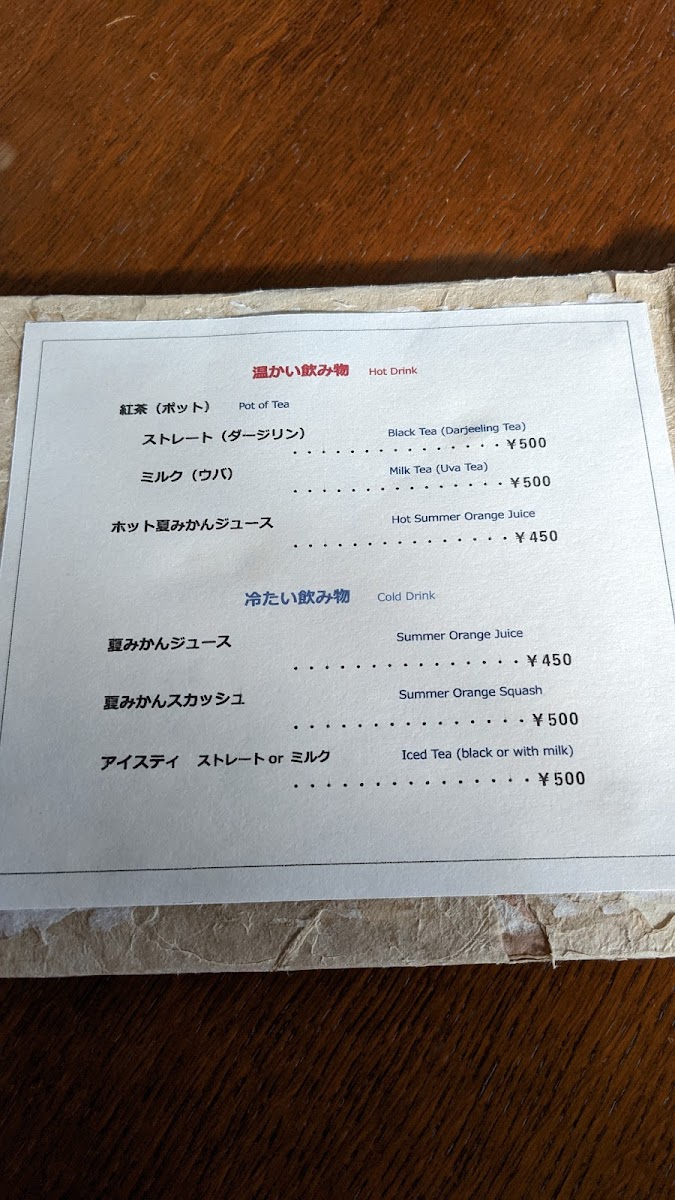 温かい飲み物 Hot Drink
紅茶（ポット） Pot of Tea
ストレート（ダージリン） Black Tea (Darjeeling Tea)
・・・・・・・・・・・・・・・¥500
ミルク（ウバ） Milk Tea (Uva Tea)
・・・・・・・・・・・・・・・¥500
ホット夏みかんジュース Hot Summer Orange Juice
・・・・・・・・・・・・・・・¥450
冷たい飲み物 Cold Drink
夏みかんジュース Summer Orange Juice
・・・・・・・・・・・・・・・¥450
夏みかんスカッシュ Summer Orange Squash
・・・・・・・・・・・・・・・¥500
アイスティ ストレート or ミルク Iced Tea (black or with milk)
・・・・・・・・・・・・・・・¥500